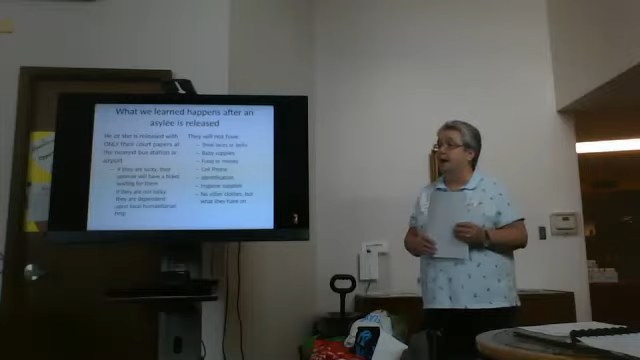 What we learned happens after an
asylee is released
He or she is released with
ONLY their court papers at
the nearest bus station or
airport
– If they are lucky, their
sponsor will have a ticket
waiting for them
– If they are not lucky,
they are dependent
upon local humanitarian
help
They will not have:
– Shoe laces or belts
– Baby supplies
– Food or money
– Cell Phone
– Identification
– Hygiene supplies
– No other clothes, but
what they have on